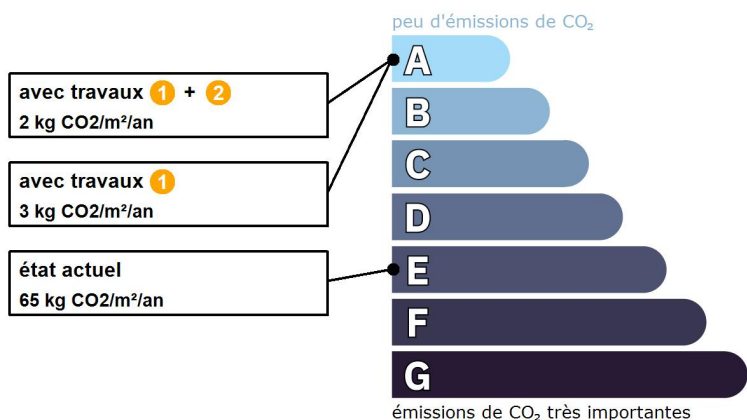 peu d'émissions de CO₂
A
avec travaux 1 + 2
2 kg CO2/m²/an
B
C
avec travaux 1
3 kg CO2/m²/an
D
état actuel
65 kg CO2/m²/an
E
F
G
émissions de CO₂ très importantes